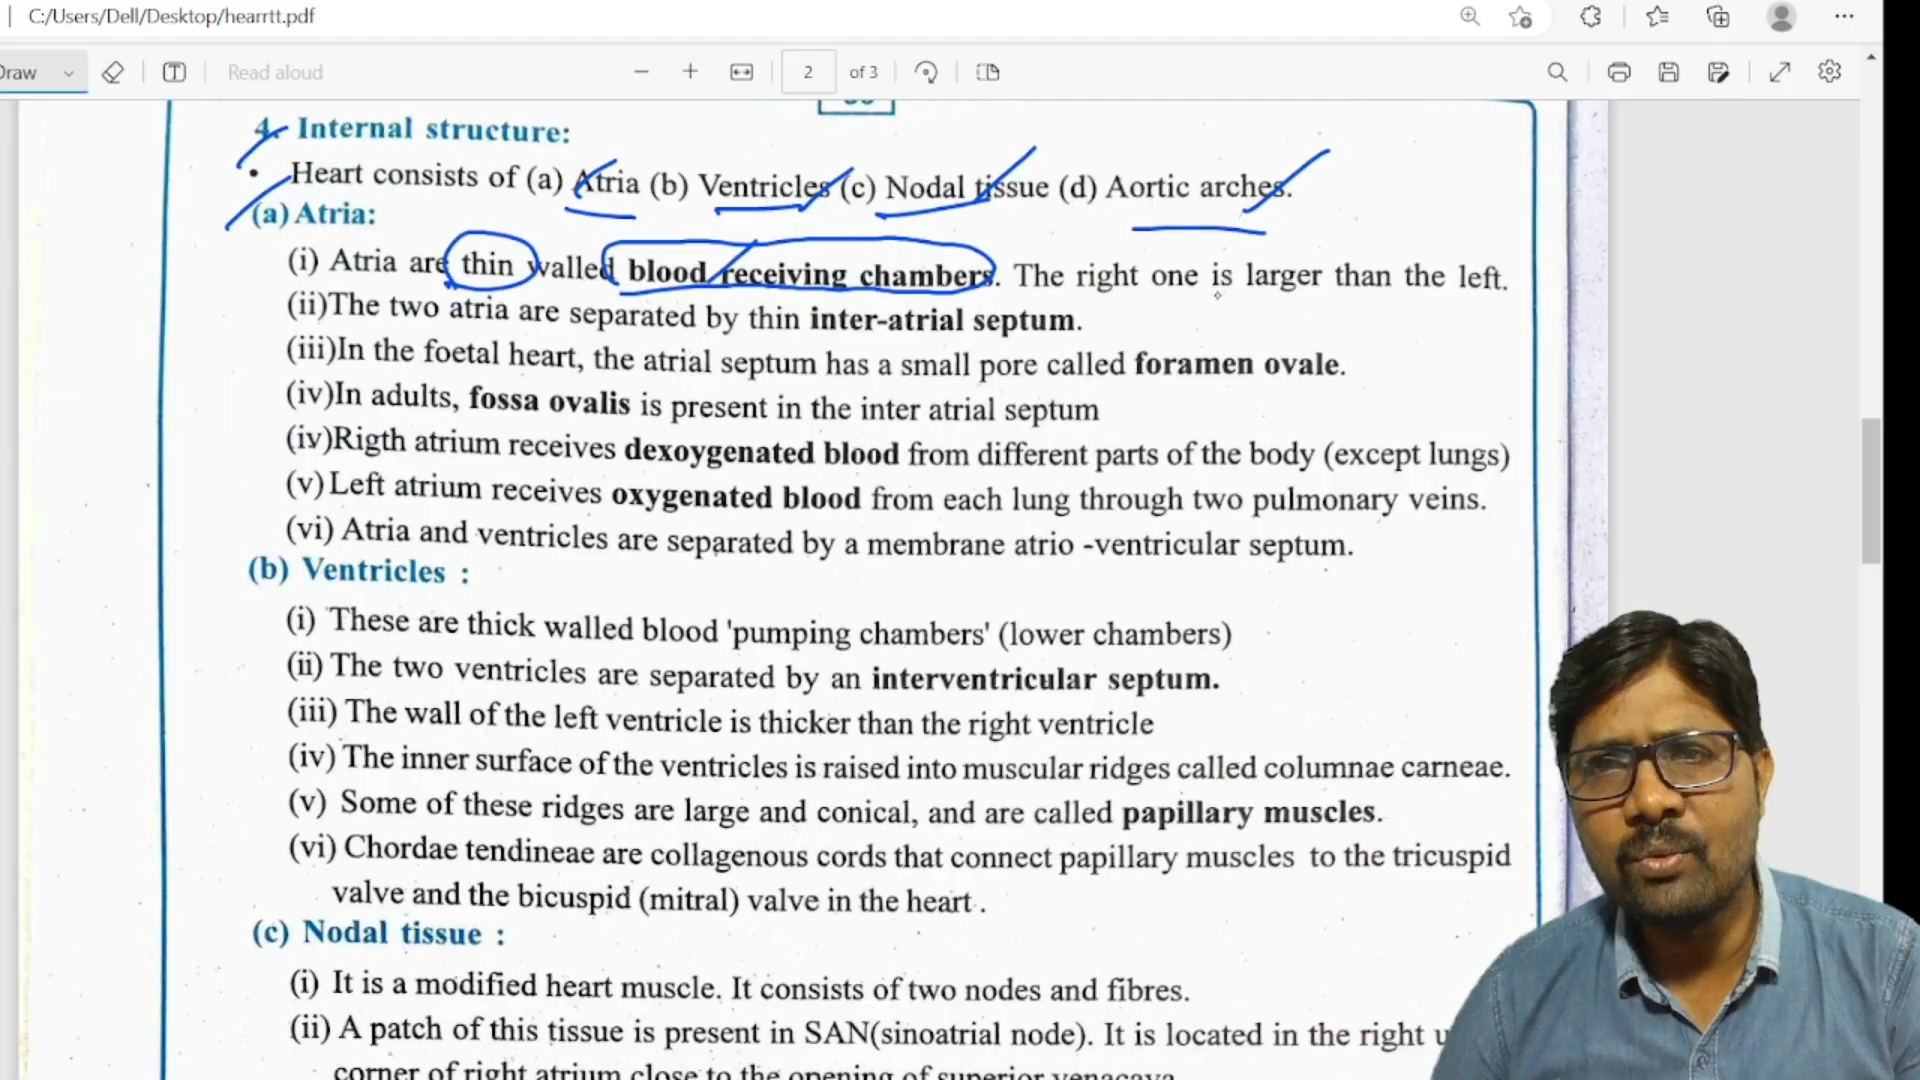 C:/Users/Dell/Desktop/hearrtt.pdf
Draw
Read aloud
2 of 3
4. Internal structure:
• Heart consists of (a) Atria (b) Ventricles (c) Nodal tissue (d) Aortic arches.
(a) Atria:
(i) Atria are thin walled blood receiving chambers. The right one is larger than the left.
(ii)The two atria are separated by thin inter-atrial septum.
(iii)In the foetal heart, the atrial septum has a small pore called foramen ovale.
(iv)In adults, fossa ovalis is present in the inter atrial septum
(iv)Rigth atrium receives dexoygenated blood from different parts of the body (except lungs)
(v) Left atrium receives oxygenated blood from each lung through two pulmonary veins.
(vi) Atria and ventricles are separated by a membrane atrio -ventricular septum.
(b) Ventricles :
(i) These are thick walled blood 'pumping chambers' (lower chambers)
(ii) The two ventricles are separated by an interventricular septum.
(iii) The wall of the left ventricle is thicker than the right ventricle
(iv) The inner surface of the ventricles is raised into muscular ridges called columnae carneae.
(v) Some of these ridges are large and conical, and are called papillary muscles.
(vi) Chordae tendineae are collagenous cords that connect papillary muscles to the tricuspid
valve and the bicuspid (mitral) valve in the heart .
(c) Nodal tissue :
(i) It is a modified heart muscle. It consists of two nodes and fibres.
(ii) A patch of this tissue is present in SAN(sinoatrial node). It is located in the right
corner of right atrium close to the opening of superior venacava